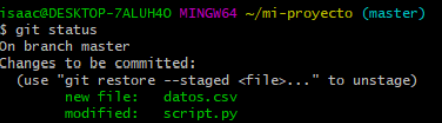 isaac@DESKTOP-7ALUH4O MINGW64 ~/mi-proyecto (master)
$ git status
On branch master
Changes to be committed:
  (use "git restore --staged <file>..." to unstage)
        new file:   datos.csv
        modified:   script.py